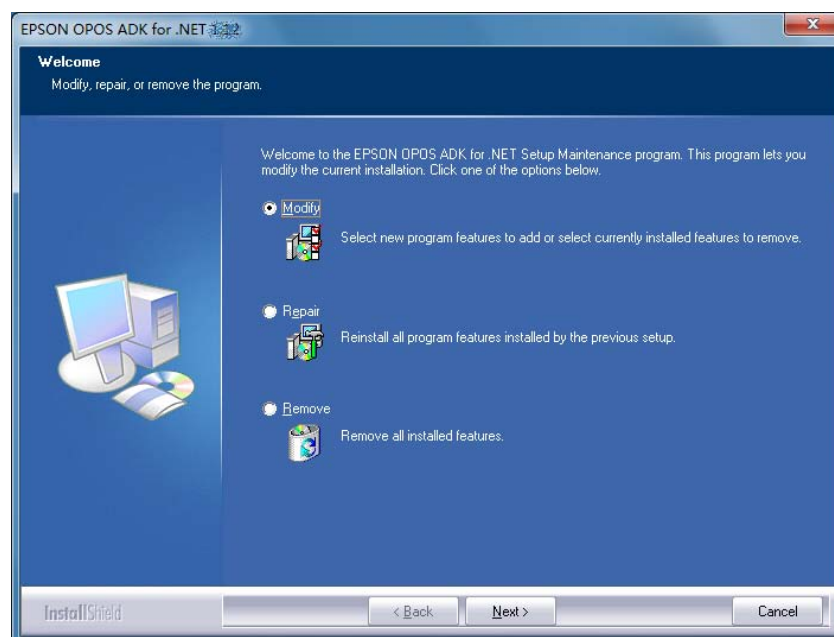 EPSON OPOS ADK for .NET
Welcome
Modify, repair, or remove the program.
Welcome to the EPSON OPOS ADK for .NET Setup Maintenance program. This program lets you
modify the current installation. Click one of the options below.
Modify
Select new program features to add or select currently installed features to remove.
Repair
Reinstall all program features installed by the previous setup.
Remove
Remove all installed features.
InstallShield
< Back
Next >
Cancel